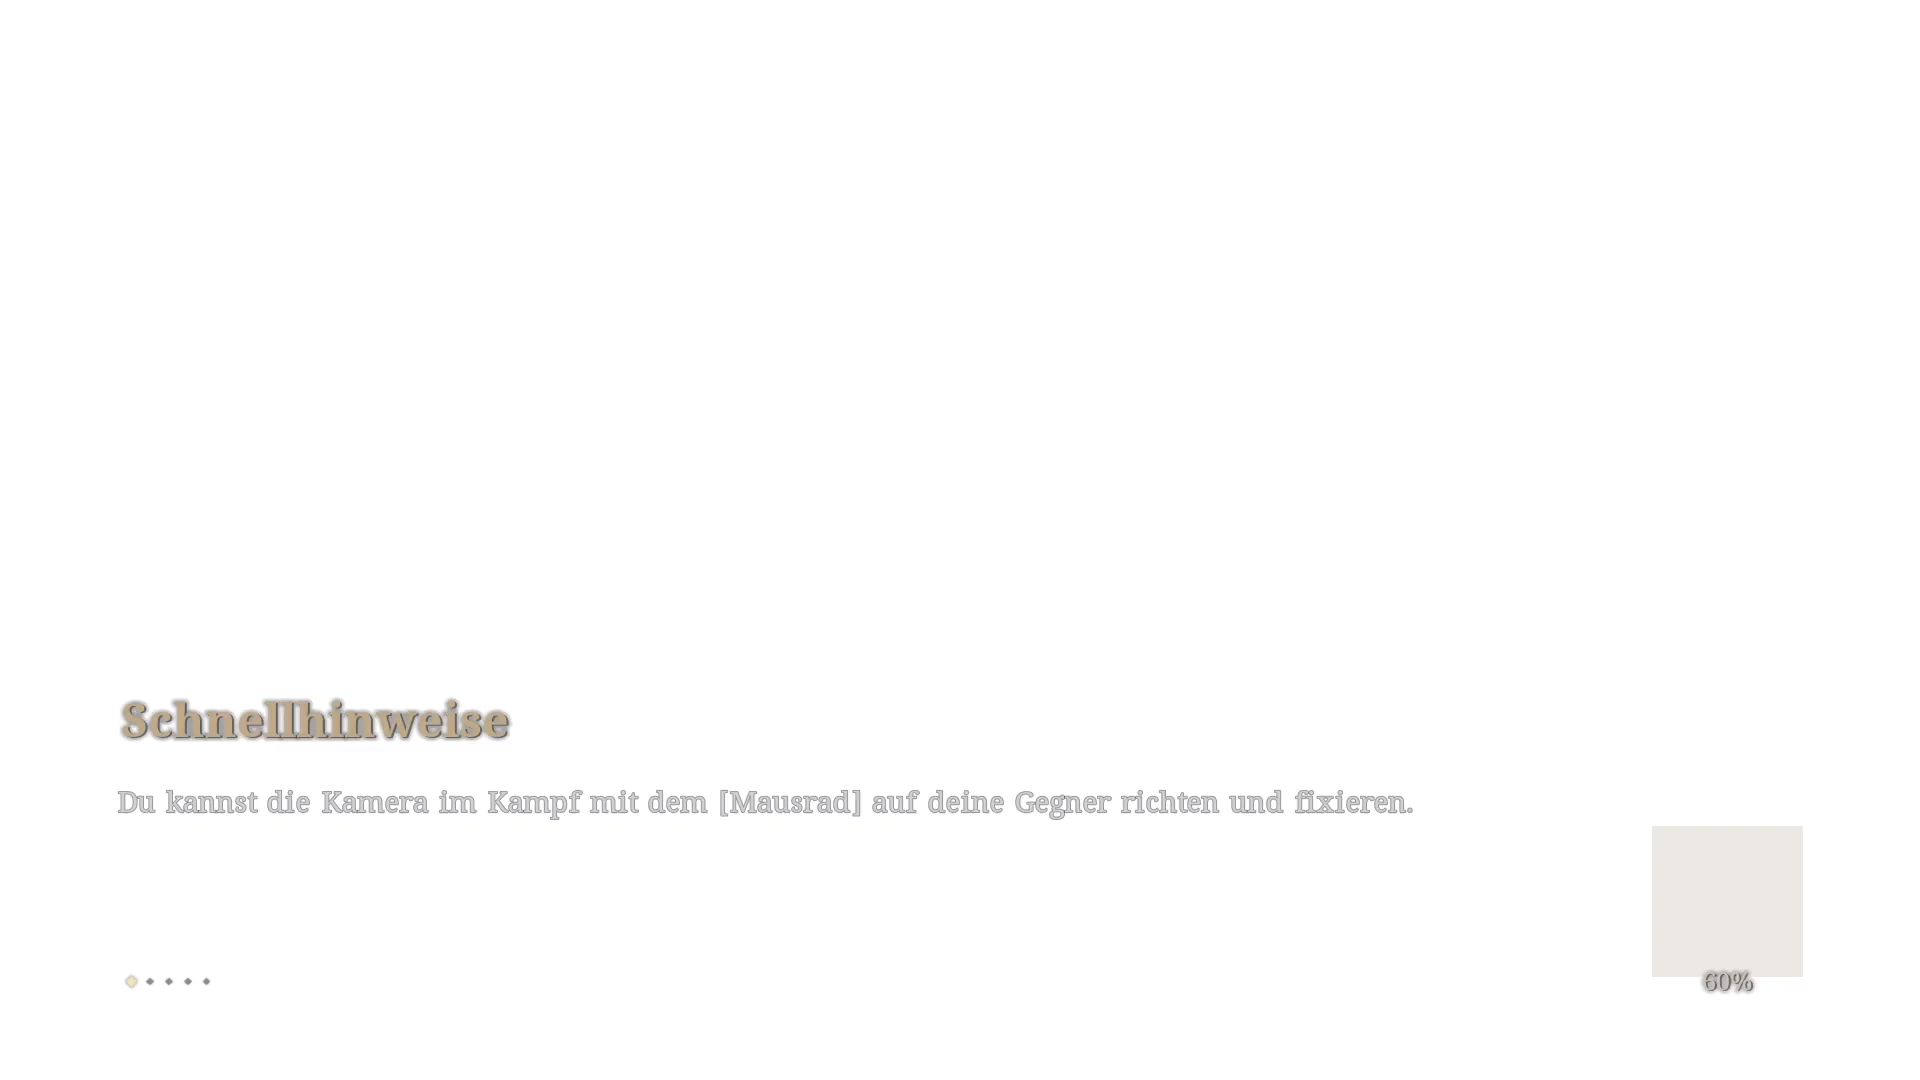 Schnellhinweise
Du kannst die Kamera im Kampf mit dem [Mausrad] auf deine Gegner richten und fixieren.
60%